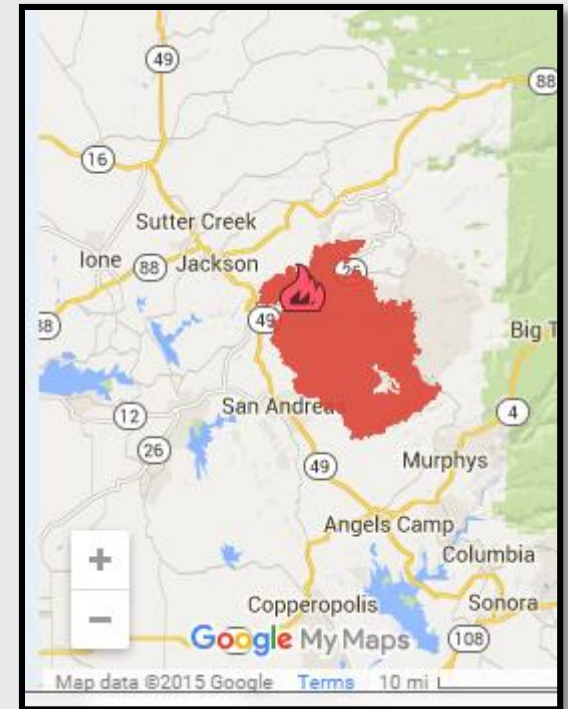 49
88
16
Sutter Creek
Ione
88
Jackson
26
49
88
Big T
San Andreas
12
4
26
49
Murphys
Angels Camp
Columbia
Copperopolis
Sonora
Google My Maps
108
Map data ©2015 Google Terms 10 mi